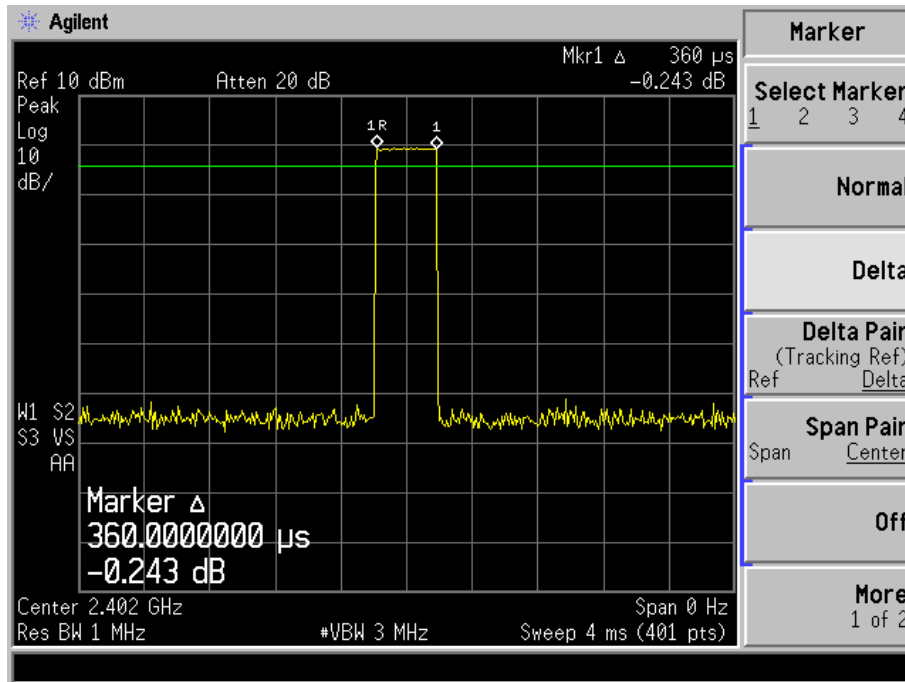 Agilent
Mkr1 Δ 360 µs
Ref 10 dBm Atten 20 dB -0.243 dB
Peak
Log
10
dB/
1R 1
W1 S2
S3 VS
AA
Marker Δ
360.0000000 µs
-0.243 dB
Center 2.402 GHz Span 0 Hz
Res BW 1 MHz #VBW 3 MHz Sweep 4 ms (401 pts)
Marker
Select Marker
1 2 3 4
Normal
Delta
Delta Pair
(Tracking Ref)
Ref Delta
Span Pair
Span Center
Off
More
1 of 2